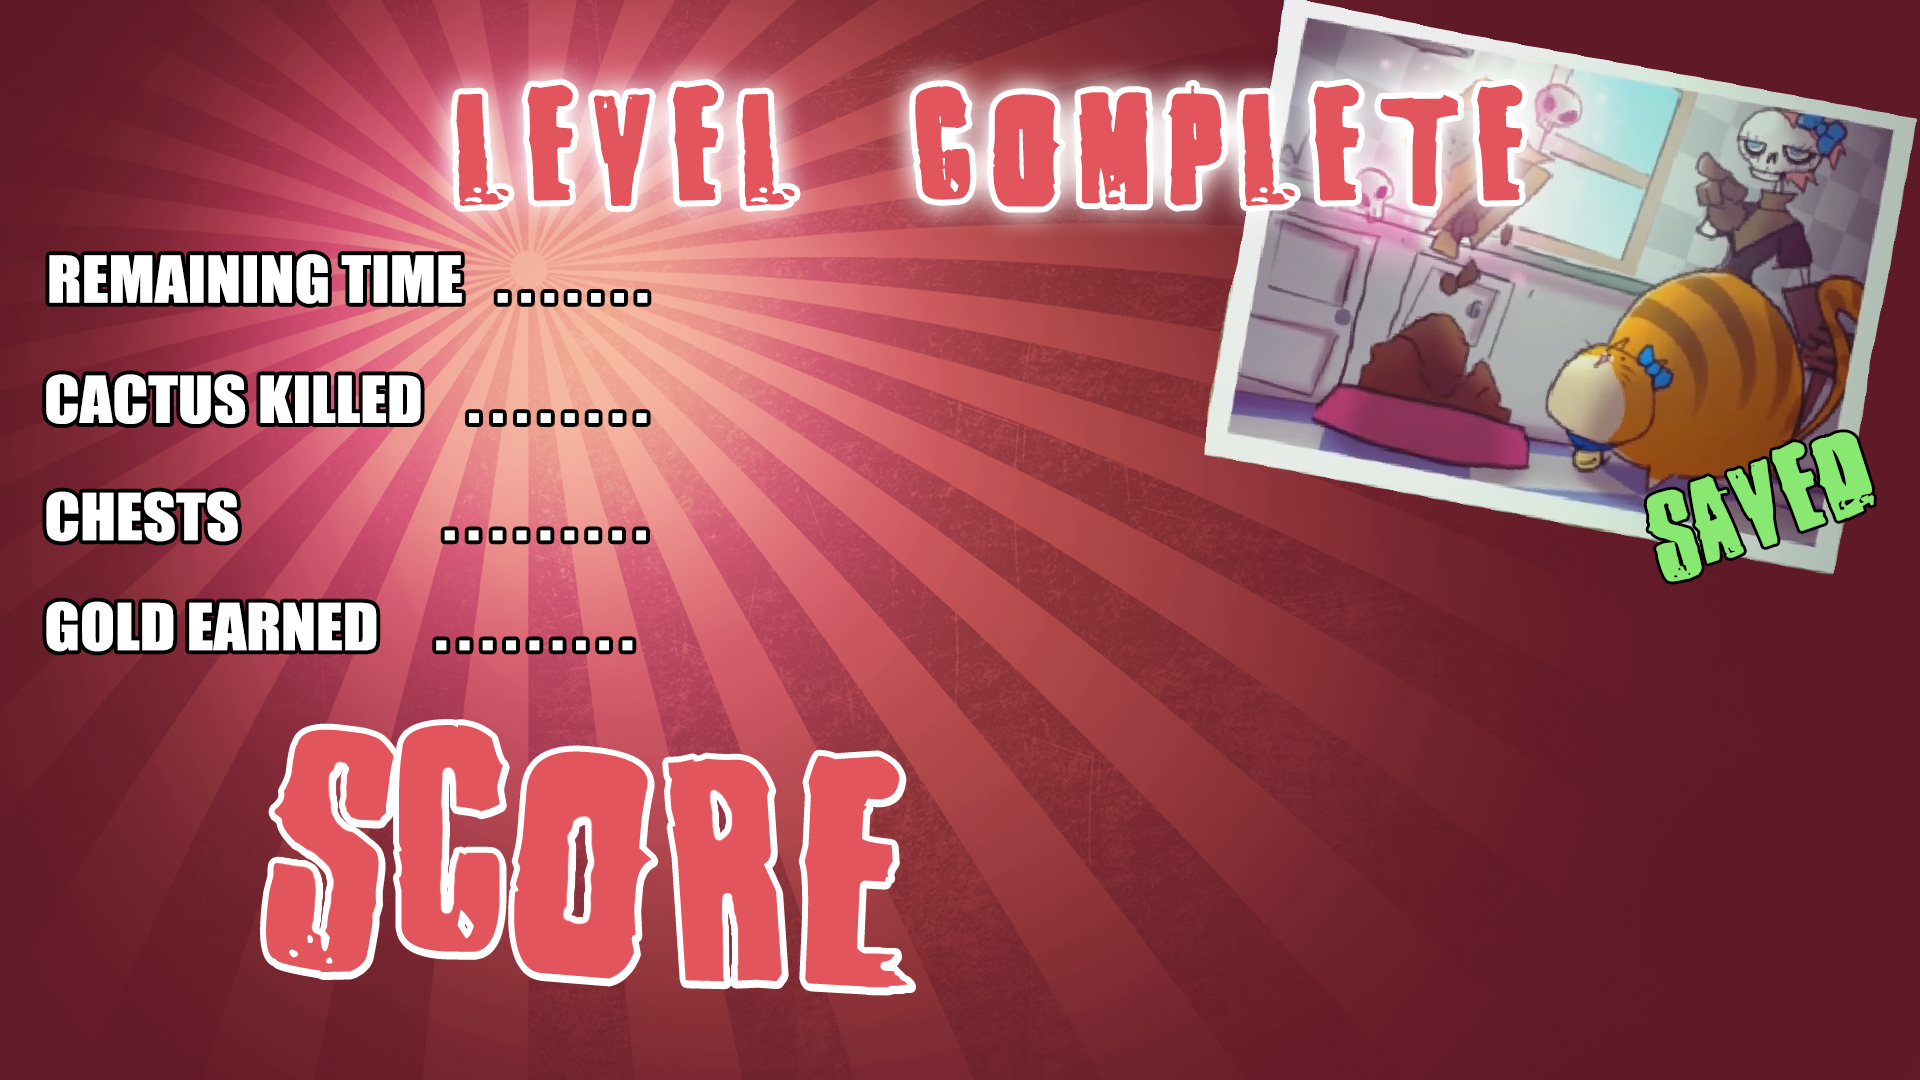 LEVEL COMPLETE
REMAINING TIME .......
CACTUS KILLED ........
CHESTS .........
GOLD EARNED .........
SAVED
SCORE